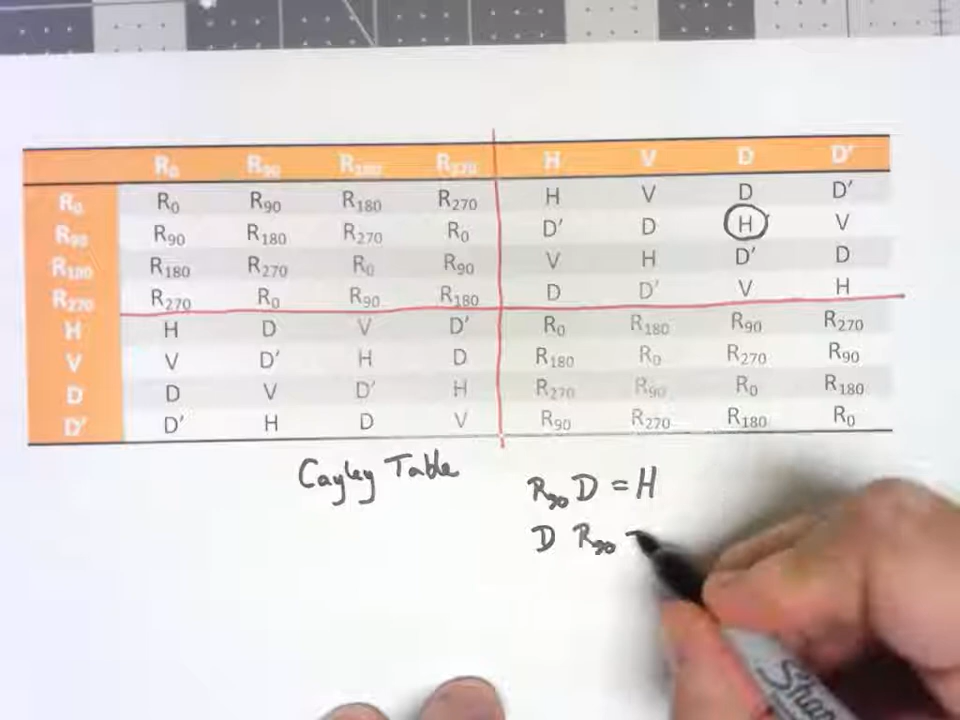 R₀ R₉₀ R₁₈₀ R₂₇₀ H V D D'
R₀ R₀ R₉₀ R₁₈₀ R₂₇₀ H V D D'
R₉₀ R₉₀ R₁₈₀ R₂₇₀ R₀ D' D H V
R₁₈₀ R₁₈₀ R₂₇₀ R₀ R₉₀ V H D' D
R₂₇₀ R₂₇₀ R₀ R₉₀ R₁₈₀ D D' V H
H H D V D' R₀ R₁₈₀ R₉₀ R₂₇₀
V V D' H D R₁₈₀ R₀ R₂₇₀ R₉₀
D D V D' H R₂₇₀ R₉₀ R₀ R₁₈₀
D' D' H D V R₉₀ R₂₇₀ R₁₈₀ R₀
Cayley Table
R₉₀ D = H
D R₉₀